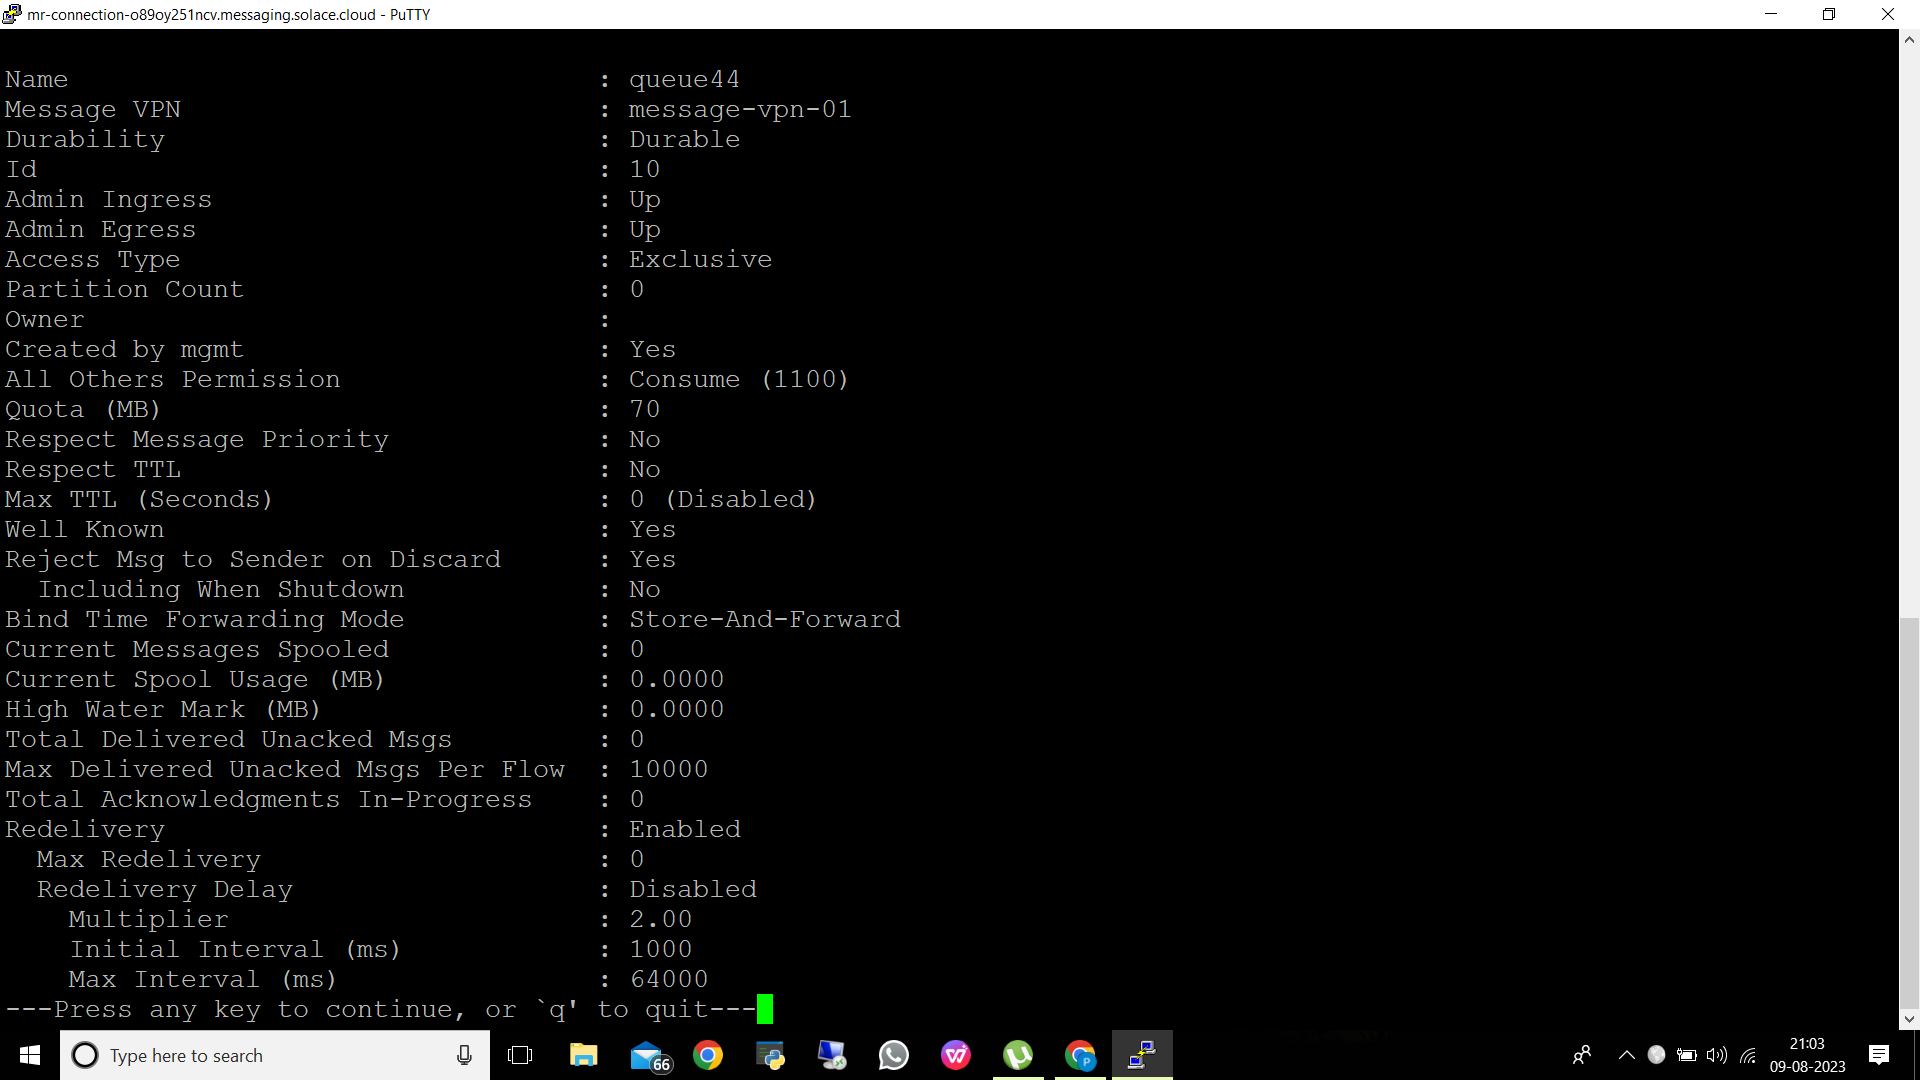 mr-connection-o89oy251ncv.messaging.solace.cloud - PuTTY
Name : queue44
Message VPN : message-vpn-01
Durability : Durable
Id : 10
Admin Ingress : Up
Admin Egress : Up
Access Type : Exclusive
Partition Count : 0
Owner :
Created by mgmt : Yes
All Others Permission : Consume (1100)
Quota (MB) : 70
Respect Message Priority : No
Respect TTL : No
Max TTL (Seconds) : 0 (Disabled)
Well Known : Yes
Reject Msg to Sender on Discard : Yes
Including When Shutdown : No
Bind Time Forwarding Mode : Store-And-Forward
Current Messages Spooled : 0
Current Spool Usage (MB) : 0.0000
High Water Mark (MB) : 0.0000
Total Delivered Unacked Msgs : 0
Max Delivered Unacked Msgs Per Flow : 10000
Total Acknowledgments In-Progress : 0
Redelivery : Enabled
Max Redelivery : 0
Redelivery Delay : Disabled
Multiplier : 2.00
Initial Interval (ms) : 1000
Max Interval (ms) : 64000
---Press any key to continue, or `q' to quit---
Type here to search
66
P
21:03
09-08-2023